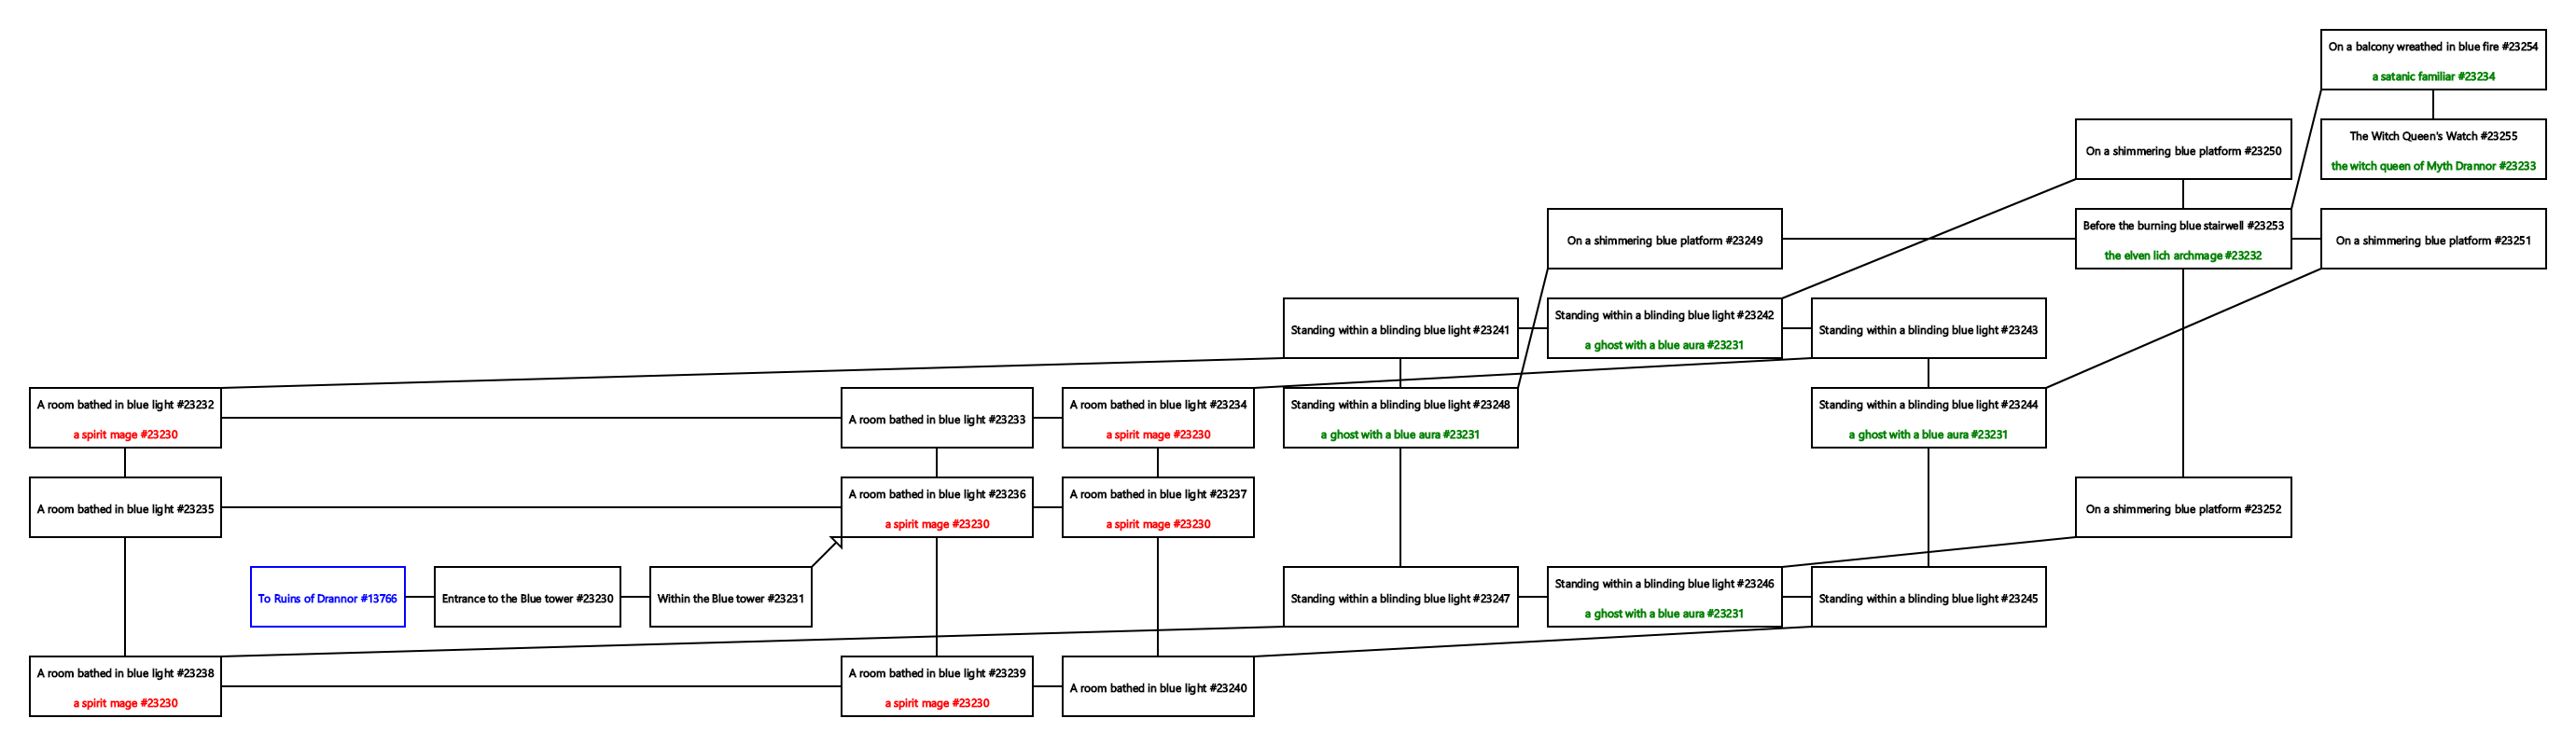 On a balcony wreathed in blue fire #23254
a satanic familiar #23234
On a shimmering blue platform #23250
The Witch Queen's Watch #23255
the witch queen of Myth Drannor #23233
On a shimmering blue platform #23249
Before the burning blue stairwell #23253
the elven lich archmage #23232
On a shimmering blue platform #23251
Standing within a blinding blue light #23241
Standing within a blinding blue light #23242
a ghost with a blue aura #23231
Standing within a blinding blue light #23243
A room bathed in blue light #23232
a spirit mage #23230
A room bathed in blue light #23233
A room bathed in blue light #23234
a spirit mage #23230
Standing within a blinding blue light #23248
a ghost with a blue aura #23231
Standing within a blinding blue light #23244
a ghost with a blue aura #23231
A room bathed in blue light #23235
A room bathed in blue light #23236
a spirit mage #23230
A room bathed in blue light #23237
a spirit mage #23230
On a shimmering blue platform #23252
To Ruins of Drannor #13766
Entrance to the Blue tower #23230
Within the Blue tower #23231
Standing within a blinding blue light #23247
Standing within a blinding blue light #23246
a ghost with a blue aura #23231
Standing within a blinding blue light #23245
A room bathed in blue light #23238
a spirit mage #23230
A room bathed in blue light #23239
a spirit mage #23230
A room bathed in blue light #23240